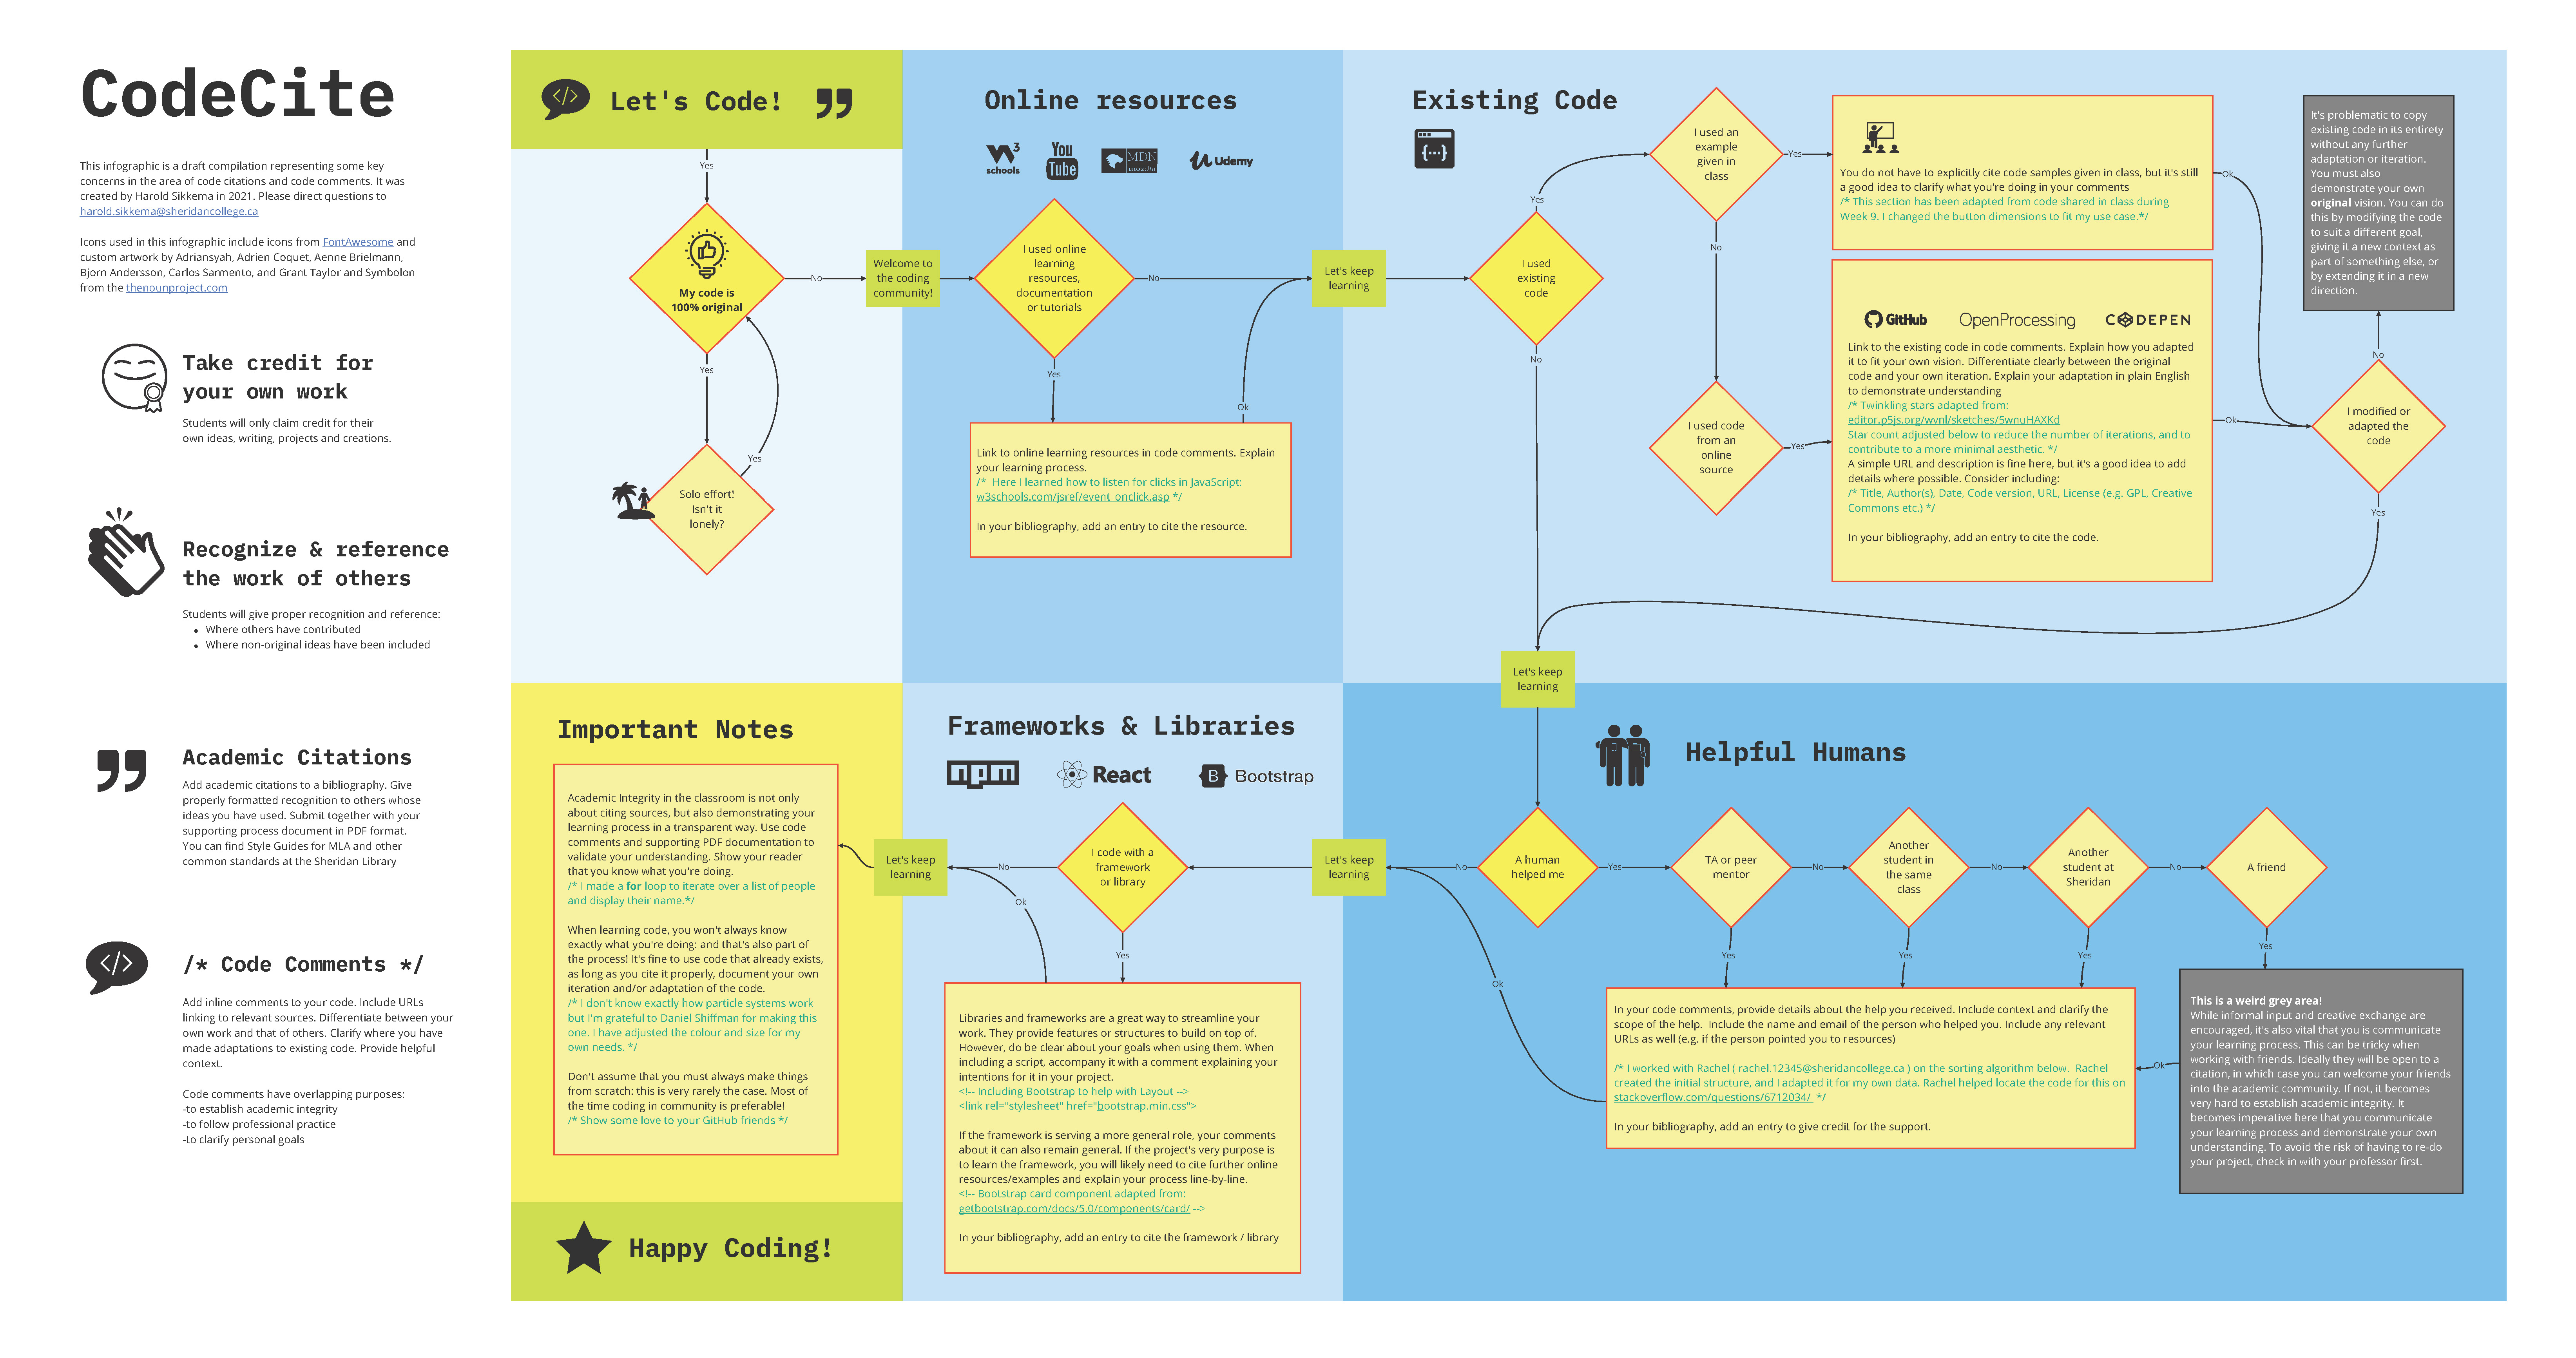 CodeCite
This infographic is a draft compilation representing some key
concerns in the area of code citations and code comments. It was
created by Harold Sikkema in 2021. Please direct questions to
harold.sikkema@sheridancollege.ca
Icons used in this infographic include icons from FontAwesome and
custom artwork by Adriansyah, Adrien Coquet, Aenne Brielmann,
Bjorn Andersson, Carlos Sarmento, and Grant Taylor and Symbolon
from the thenounproject.com
Take credit for
your own work
Students will only claim credit for their
own ideas, writing, projects and creations.
Recognize & reference
the work of others
Students will give proper recognition and reference:
• Where others have contributed
• Where non-original ideas have been included
Academic Citations
Add academic citations to a bibliography. Give
properly formatted recognition to others whose
ideas you have used. Submit together with your
supporting process document in PDF format.
You can find Style Guides for MLA and other
common standards at the Sheridan Library
</>
/* Code Comments */
Add inline comments to your code. Include URLs
linking to relevant sources. Differentiate between your
own work and that of others. Clarify where you have
made adaptations to existing code. Provide helpful
context.
Code comments have overlapping purposes:
-to establish academic integrity
-to follow professional practice
-to clarify personal goals
</>
Let's Code!
Yes
My code is
100% original
No
Yes
Yes
Solo effort!
Isn't it
lonely?
Welcome to
the coding
community!
Online resources
W3
schools
You
Tube
MDN
mozilla
Udemy
I used online
learning
resources,
documentation
or tutorials
No
Yes
Ok
Link to online learning resources in code comments. Explain
your learning process.
/* Here I learned how to listen for clicks in JavaScript:
w3schools.com/jsref/event_onclick.asp */
In your bibliography, add an entry to cite the resource.
Let's keep
learning
Existing Code
{...}
I used
existing
code
Yes
No
I used an
example
given in
class
Yes
No
I used code
from an
online
source
Yes
You do not have to explicitly cite code samples given in class, but it's still
a good idea to clarify what you're doing in your comments
/* This section has been adapted from code shared in class during
Week 9. I changed the button dimensions to fit my use case.*/
Ok
GitHub
OpenProcessing
CODEPEN
Link to the existing code in code comments. Explain how you adapted
it to fit your own vision. Differentiate clearly between the original
code and your own iteration. Explain your adaptation in plain English
to demonstrate understanding
/* Twinkling stars adapted from:
editor.p5js.org/wvnl/sketches/5wnuHAXKd
Star count adjusted below to reduce the number of iterations, and to
contribute to a more minimal aesthetic. */
A simple URL and description is fine here, but it's a good idea to add
details where possible. Consider including:
/* Title, Author(s), Date, Code version, URL, License (e.g. GPL, Creative
Commons etc.) */
In your bibliography, add an entry to cite the code.
Ok
It's problematic to copy
existing code in its entirety
without any further
adaptation or iteration.
You must also
demonstrate your own
original vision. You can do
this by modifying the code
to suit a different goal,
giving it a new context as
part of something else, or
by extending it in a new
direction.
No
I modified or
adapted the
code
Yes
Let's keep
learning
Helpful Humans
A human
helped me
No
Yes
TA or peer
mentor
No
Another
student in
the same
class
No
Another
student at
Sheridan
No
A friend
Yes
Yes
Yes
Yes
Ok
In your code comments, provide details about the help you received. Include context and clarify the
scope of the help. Include the name and email of the person who helped you. Include any relevant
URLs as well (e.g. if the person pointed you to resources)
/* I worked with Rachel ( rachel.12345@sheridancollege.ca ) on the sorting algorithm below. Rachel
created the initial structure, and I adapted it for my own data. Rachel helped locate the code for this on
stackoverflow.com/questions/6712034/ */
In your bibliography, add an entry to give credit for the support.
Ok
This is a weird grey area!
While informal input and creative exchange are
encouraged, it's also vital that you is communicate
your learning process. This can be tricky when
working with friends. Ideally they will be open to a
citation, in which case you can welcome your friends
into the academic community. If not, it becomes
very hard to establish academic integrity. It
becomes imperative here that you communicate
your learning process and demonstrate your own
understanding. To avoid the risk of having to re-do
your project, check in with your professor first.
Let's keep
learning
Frameworks & Libraries
npm
React
B Bootstrap
I code with a
framework
or library
No
Yes
Ok
Libraries and frameworks are a great way to streamline your
work. They provide features or structures to build on top of.
However, do be clear about your goals when using them. When
including a script, accompany it with a comment explaining your
intentions for it in your project.
<!-- Including Bootstrap to help with Layout -->
<link rel="stylesheet" href="bootstrap.min.css">
If the framework is serving a more general role, your comments
about it can also remain general. If the project's very purpose is
to learn the framework, you will likely need to cite further online
resources/examples and explain your process line-by-line.
<!-- Bootstrap card component adapted from:
getbootstrap.com/docs/5.0/components/card/ -->
In your bibliography, add an entry to cite the framework / library
Let's keep
learning
Important Notes
Academic Integrity in the classroom is not only
about citing sources, but also demonstrating your
learning process in a transparent way. Use code
comments and supporting PDF documentation to
validate your understanding. Show your reader
that you know what you're doing.
/* I made a for loop to iterate over a list of people
and display their name.*/
When learning code, you won't always know
exactly what you're doing: and that's also part of
the process! It's fine to use code that already exists,
as long as you cite it properly, document your own
iteration and/or adaptation of the code.
/* I don't know exactly how particle systems work
but I'm grateful to Daniel Shiffman for making this
one. I have adjusted the colour and size for my
own needs. */
Don't assume that you must always make things
from scratch: this is very rarely the case. Most of
the time coding in community is preferable!
/* Show some love to your GitHub friends */
Happy Coding!